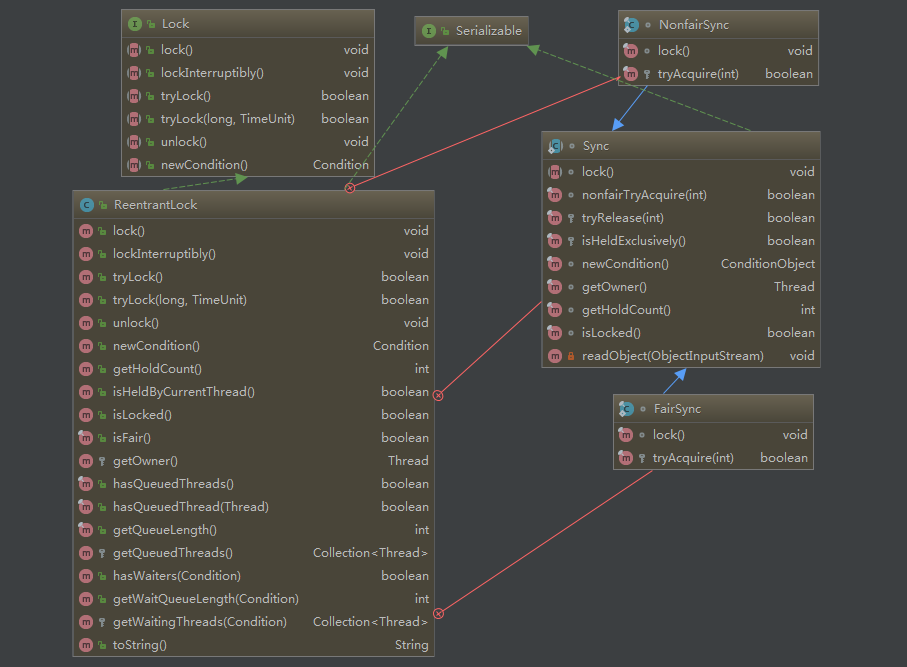 Lock
lock() void
lockInterruptibly() void
tryLock() boolean
tryLock(long, TimeUnit) boolean
unlock() void
newCondition() Condition
Serializable
NonfairSync
lock() void
tryAcquire(int) boolean
Sync
lock() void
nonfairTryAcquire(int) boolean
tryRelease(int) boolean
isHeldExclusively() boolean
newCondition() ConditionObject
getOwner() Thread
getHoldCount() int
isLocked() boolean
readObject(ObjectInputStream) void
ReentrantLock
lock() void
lockInterruptibly() void
tryLock() boolean
tryLock(long, TimeUnit) boolean
unlock() void
newCondition() Condition
getHoldCount() int
isHeldByCurrentThread() boolean
isLocked() boolean
isFair() boolean
getOwner() Thread
hasQueuedThreads() boolean
hasQueuedThread(Thread) boolean
getQueueLength() int
getQueuedThreads() Collection<Thread>
hasWaiters(Condition) boolean
getWaitQueueLength(Condition) int
getWaitingThreads(Condition) Collection<Thread>
toString() String
FairSync
lock() void
tryAcquire(int) boolean